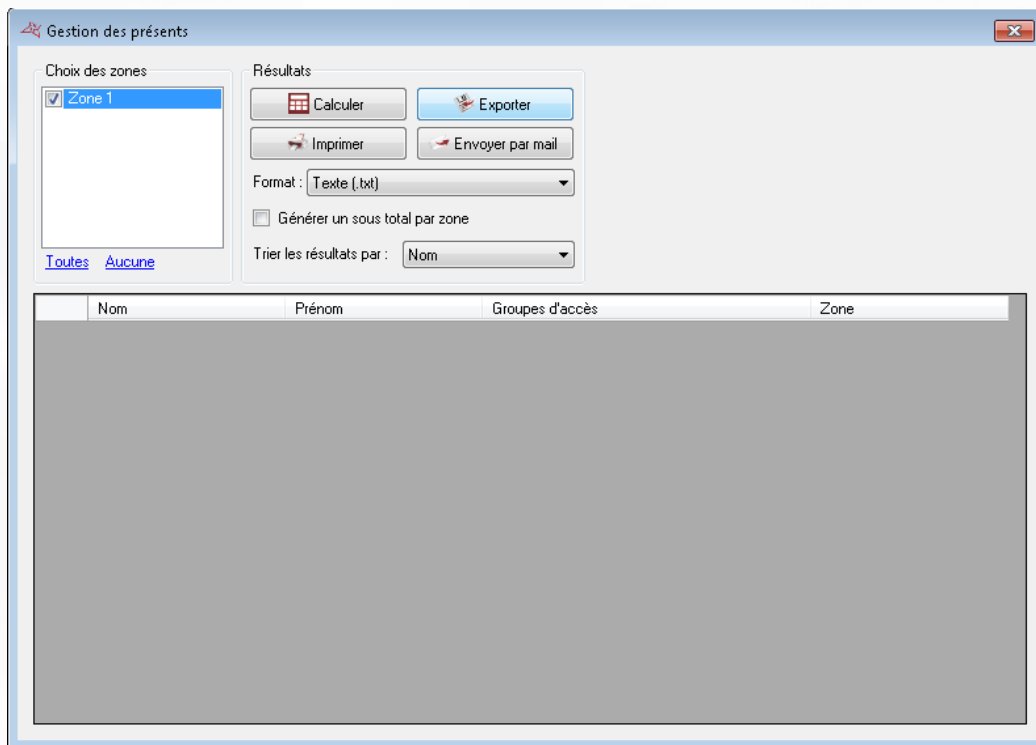 Gestion des présents
Choix des zones
Zone 1
Toutes Aucune
Résultats
Calculer Exporter
Imprimer Envoyer par mail
Format : Texte (.txt)
Générer un sous total par zone
Trier les résultats par : Nom
Nom Prénom Groupes d'accès Zone